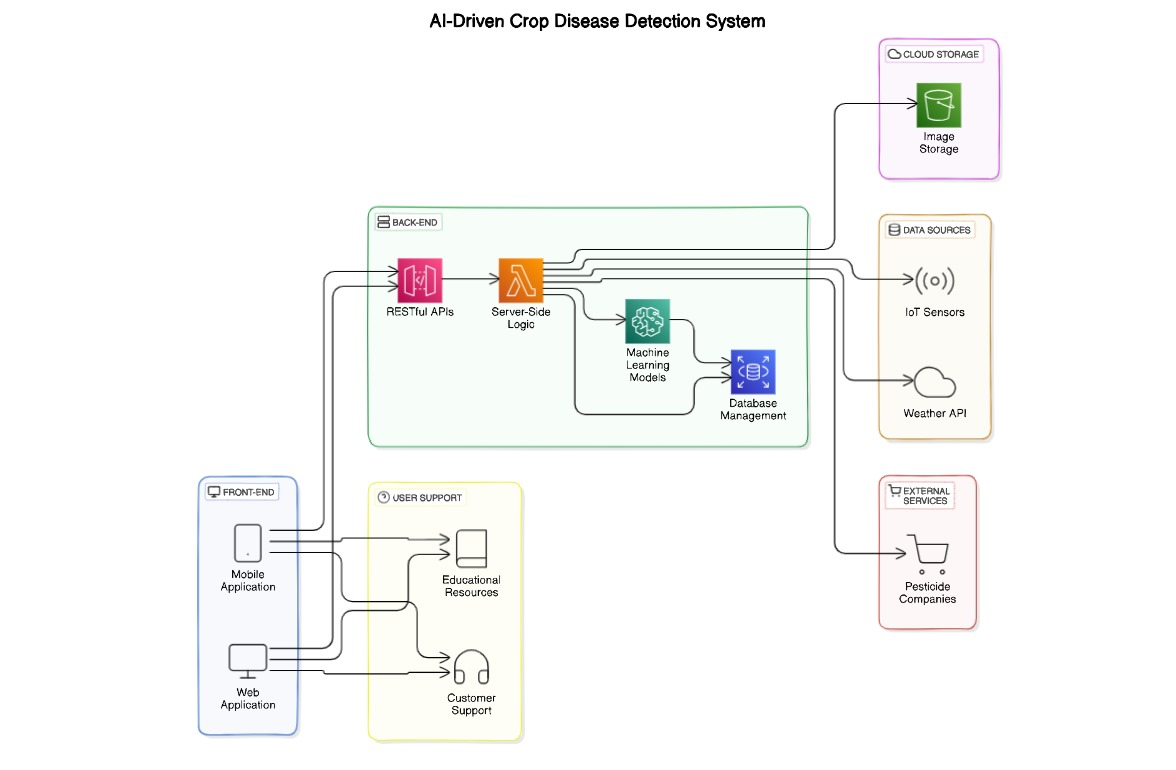 AI-Driven Crop Disease Detection System
CLOUD STORAGE
Image
Storage
BACK-END
RESTful APIs
Server-Side
Logic
Machine
Learning
Models
Database
Management
DATA SOURCES
IoT Sensors
Weather API
FRONT-END
Mobile
Application
Web
Application
USER SUPPORT
Educational
Resources
Customer
Support
EXTERNAL
SERVICES
Pesticide
Companies